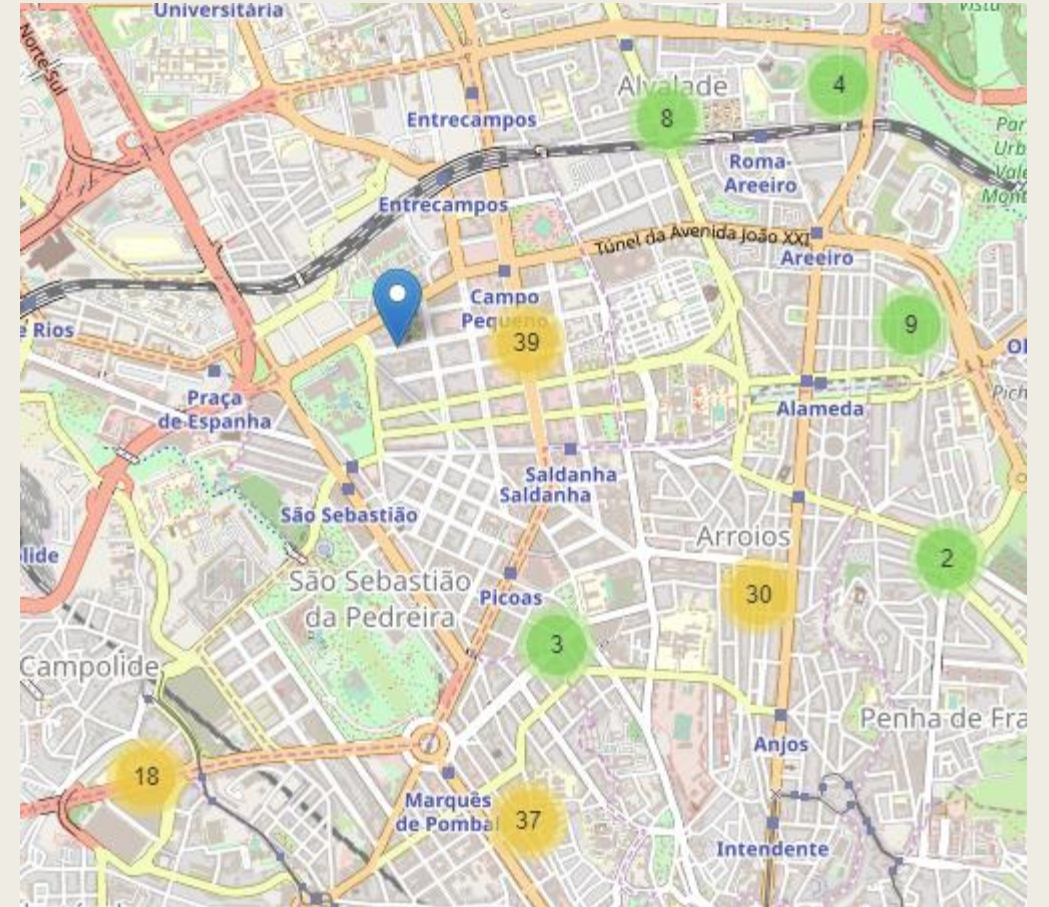 Universitária
Vista
Norte-Sul
4
Alvalade
8
Entrecampos
Roma-
Areeiro
Entrecampos
Túnel da Avenida João XXI
Areeiro
Campo
Pequeno
9
e Rios
39
Praça
de Espanha
Alameda
Saldanha
Saldanha
São Sebastião
Arroios
2
lide
São Sebastião
da Pedreira
Picoas
30
3
Campolide
Penha de Fra
Anjos
18
Marquês
de Pombal
37
Intendente